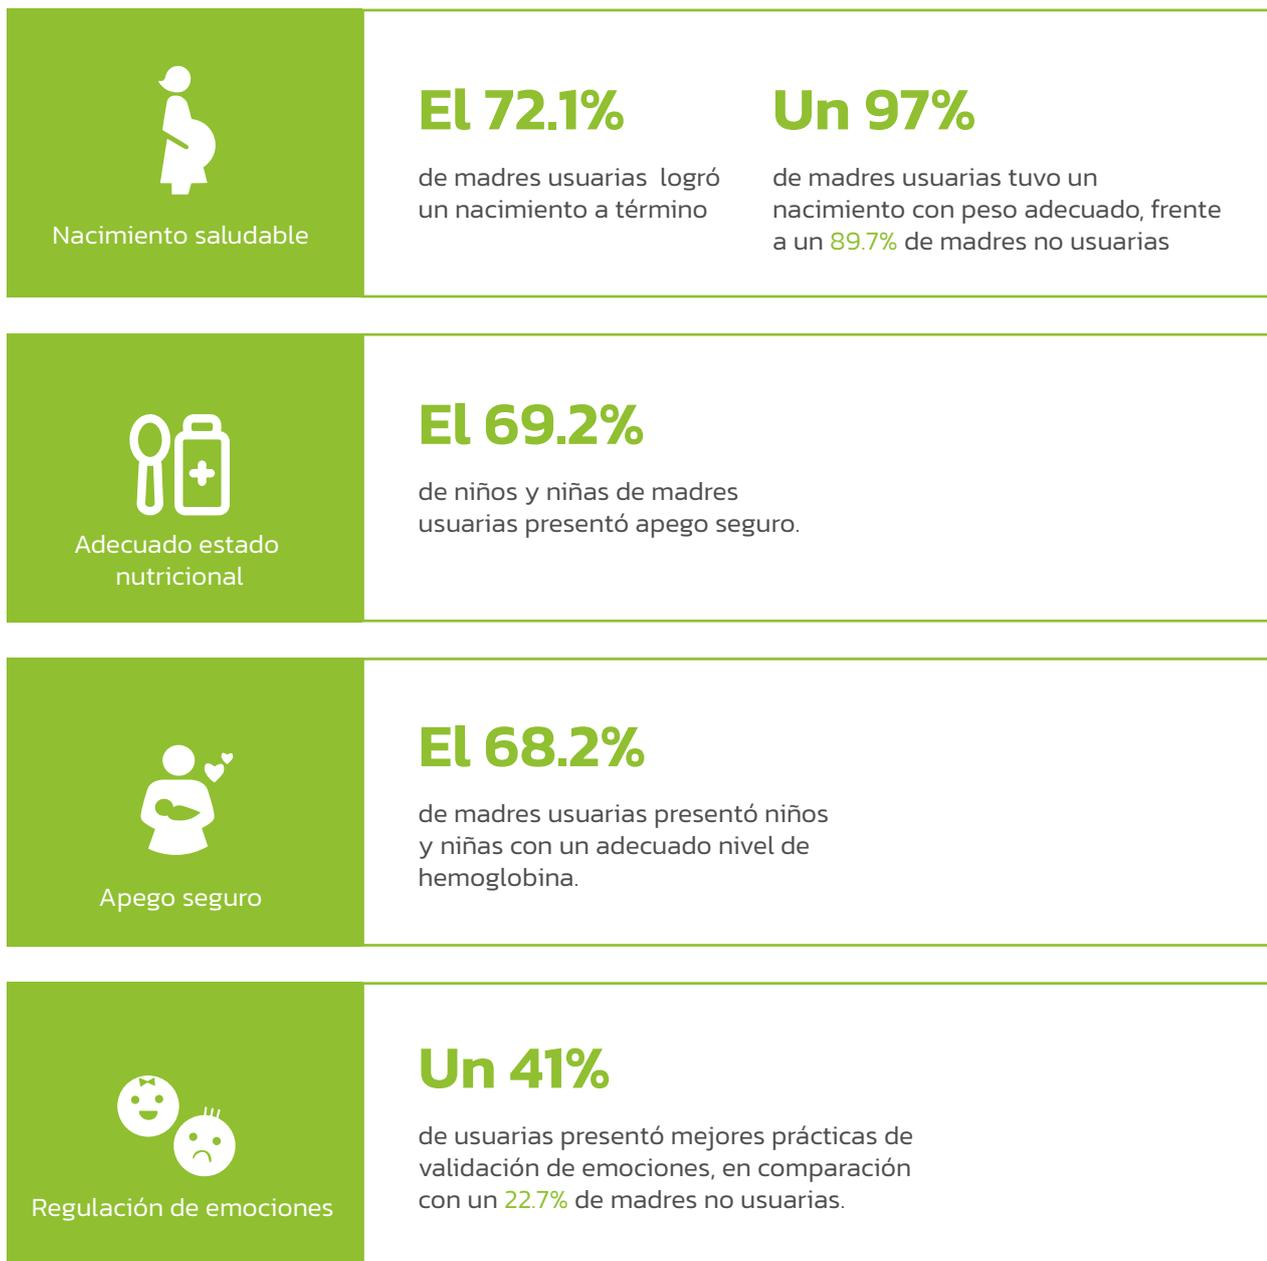 Nacimiento saludable
El 72.1%
de madres usuarias  logró
un nacimiento a término
Un 97%
de madres usuarias tuvo un
nacimiento con peso adecuado, frente
a un 89.7% de madres no usuarias
Adecuado estado
nutricional
El 69.2%
de niños y niñas de madres
usuarias presentó apego seguro.
Apego seguro
El 68.2%
de madres usuarias presentó niños
y niñas con un adecuado nivel de
hemoglobina.
Regulación de emociones
Un 41%
de usuarias presentó mejores prácticas de
validación de emociones, en comparación
con un 22.7% de madres no usuarias.